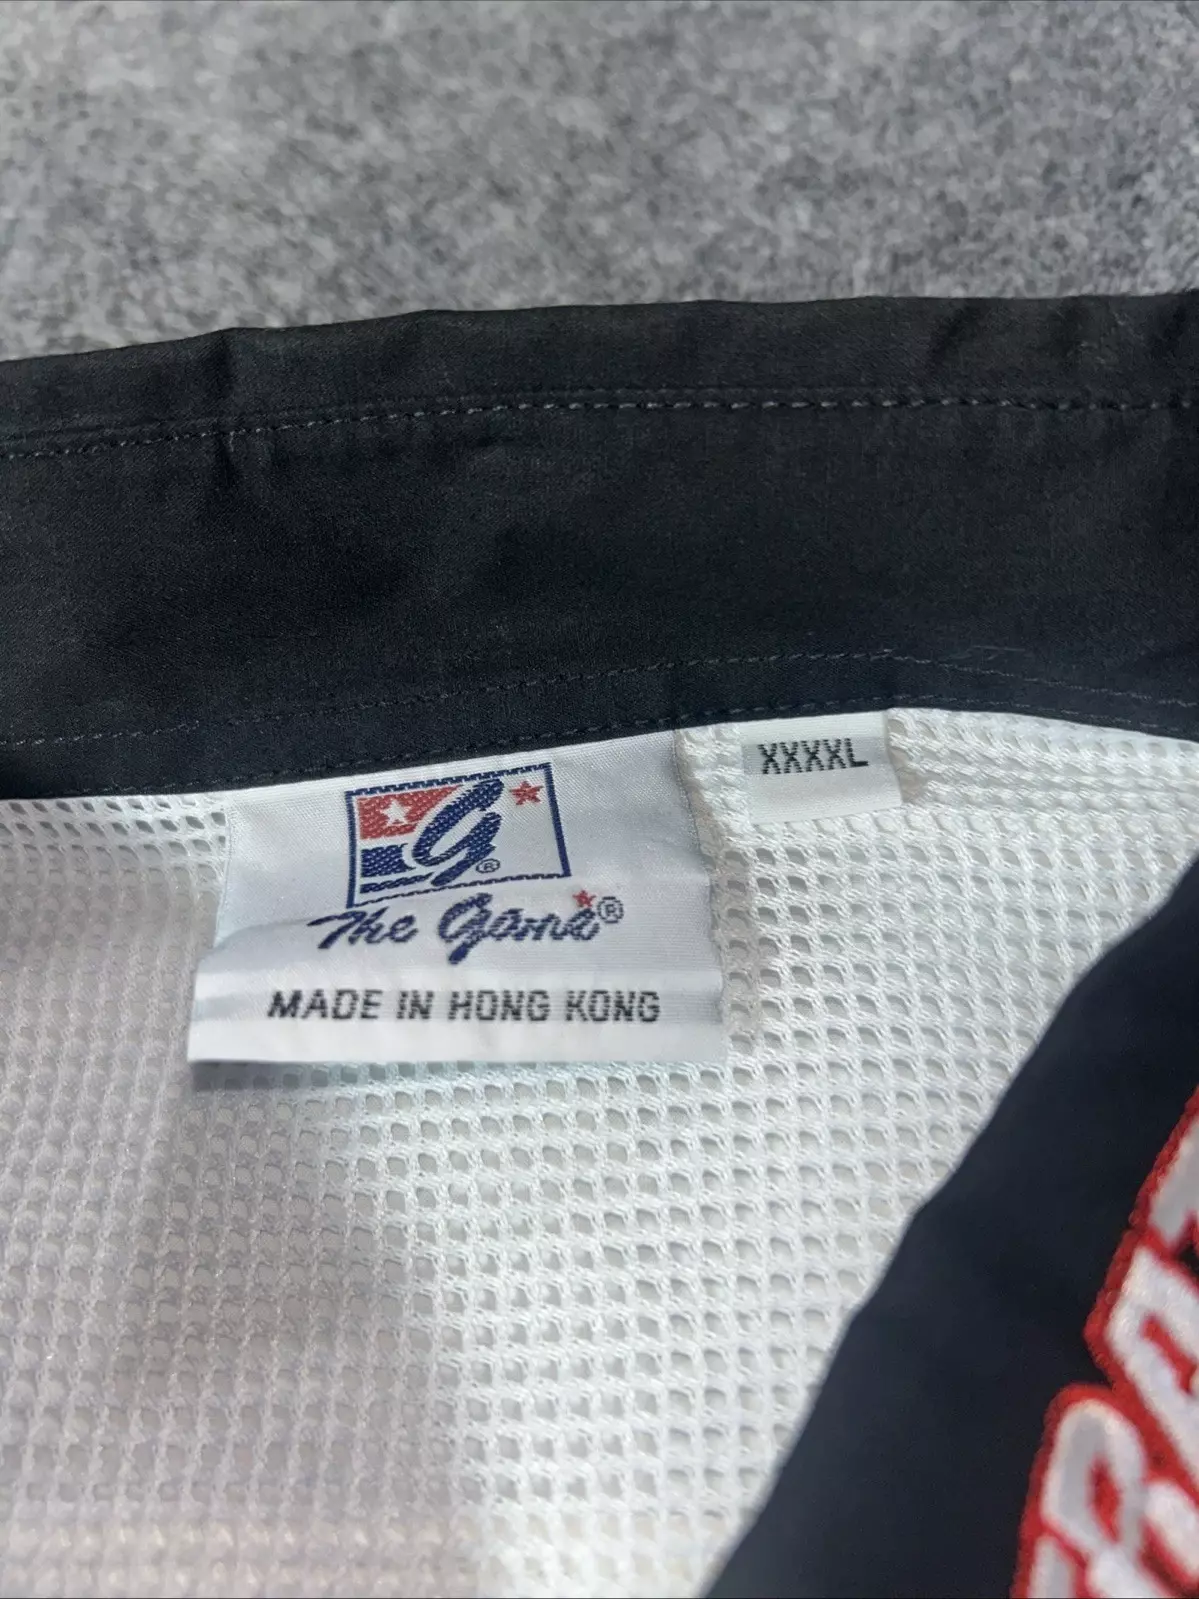 XXXXL
G®
The Game®
MADE IN HONG KONG